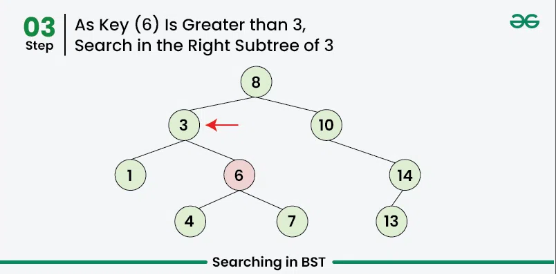 03
Step
As Key (6) Is Greater than 3,
Search in the Right Subtree of 3
8
3
10
1
6
14
4
7
13
Searching in BST